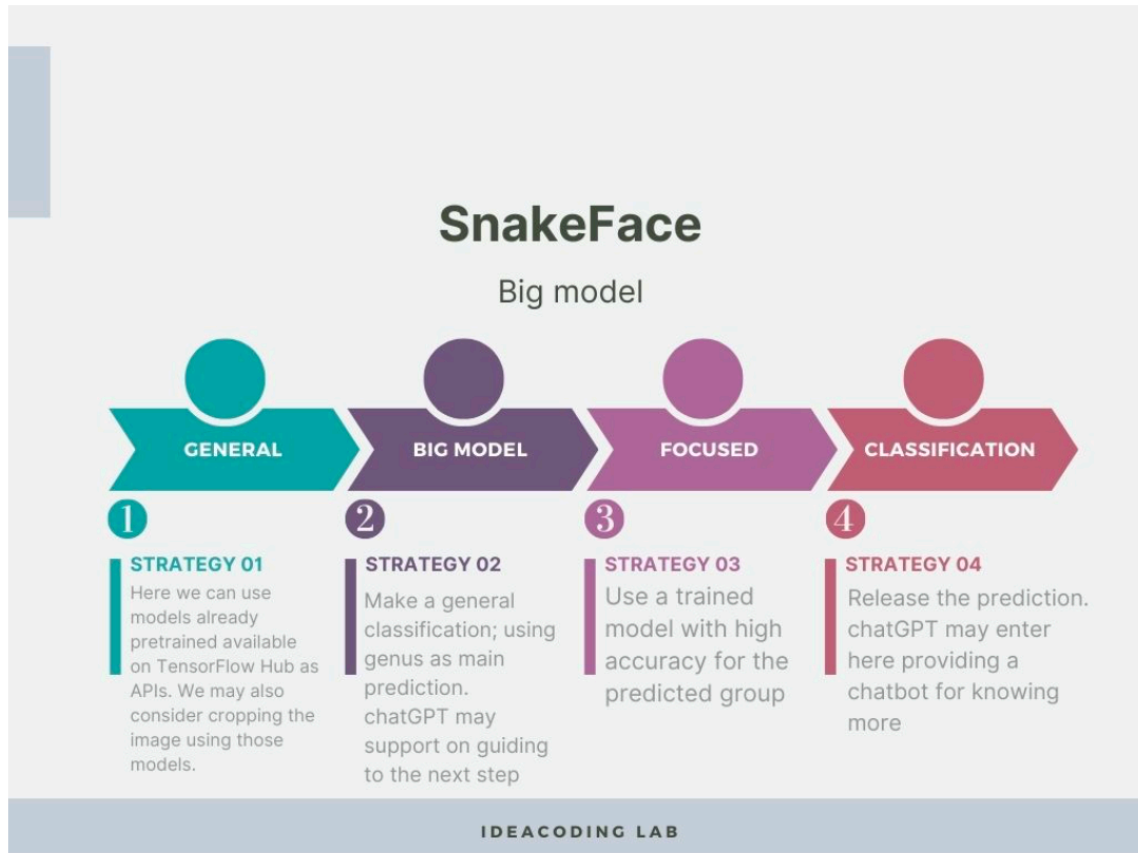 SnakeFace
Big model
GENERAL
BIG MODEL
FOCUSED
CLASSIFICATION
1
STRATEGY 01
Here we can use
models already
pretrained available
on TensorFlow Hub as
APIs. We may also
consider cropping the
image using those
models.
2
STRATEGY 02
Make a general
classification; using
genus as main
prediction.
chatGPT may
support on guiding
to the next step
3
STRATEGY 03
Use a trained
model with high
accuracy for the
predicted group
4
STRATEGY 04
Release the prediction.
chatGPT may enter
here providing a
chatbot for knowing
more
IDEACODING LAB